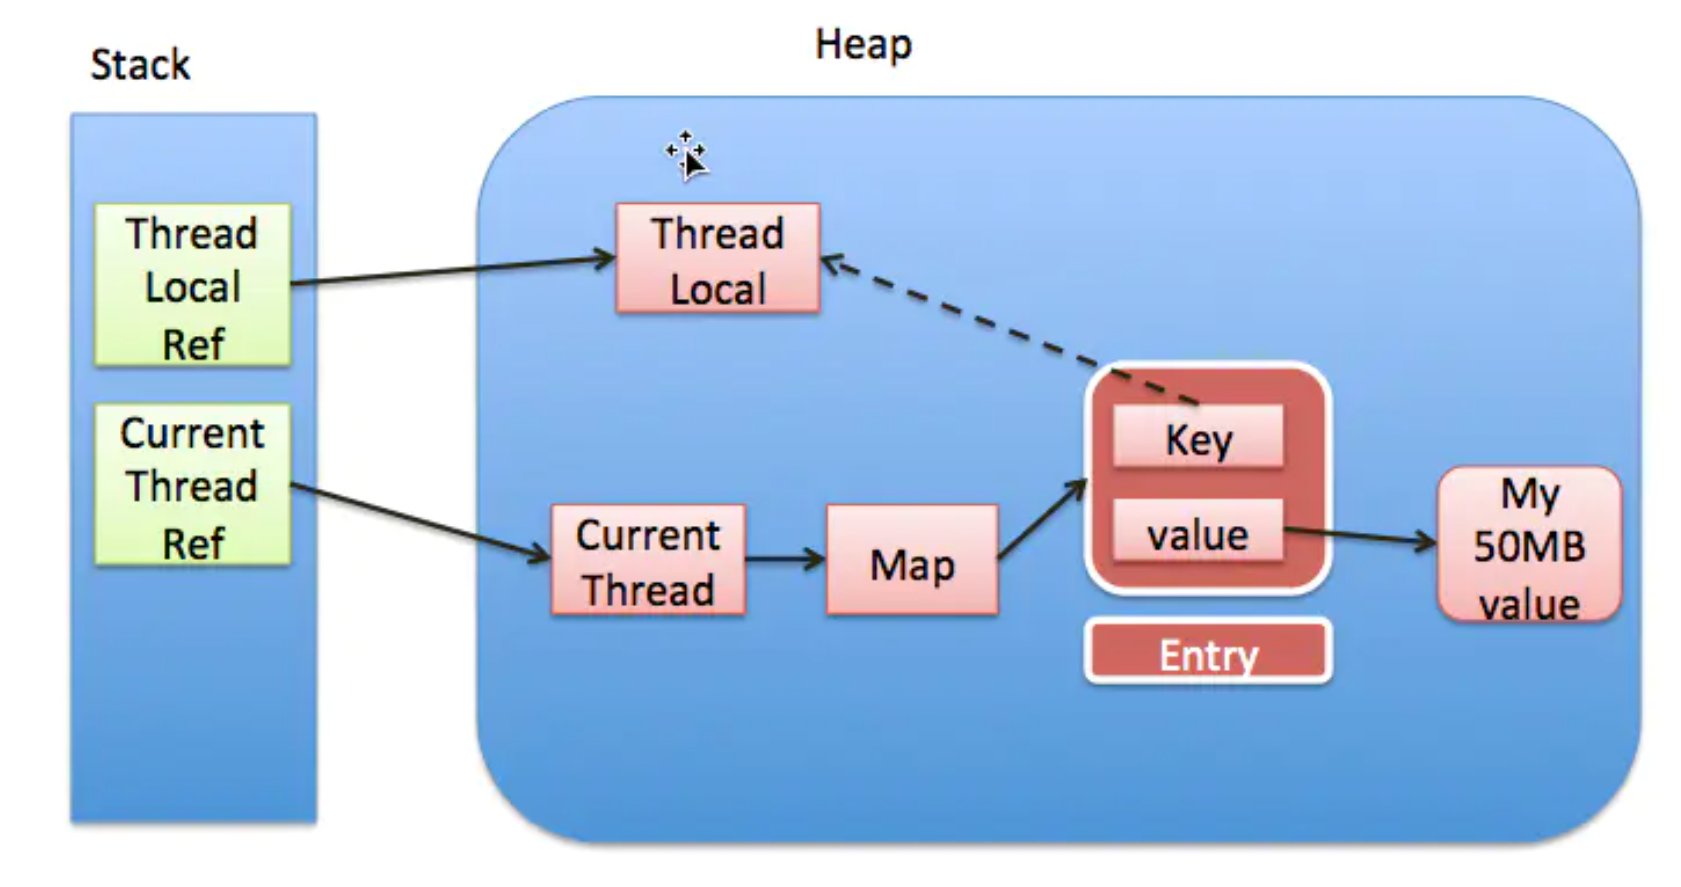 Stack
Heap
Thread
Local
Ref
Thread
Local
Current
Thread
Ref
Current
Thread
Map
Key
value
Entry
My
50MB
value